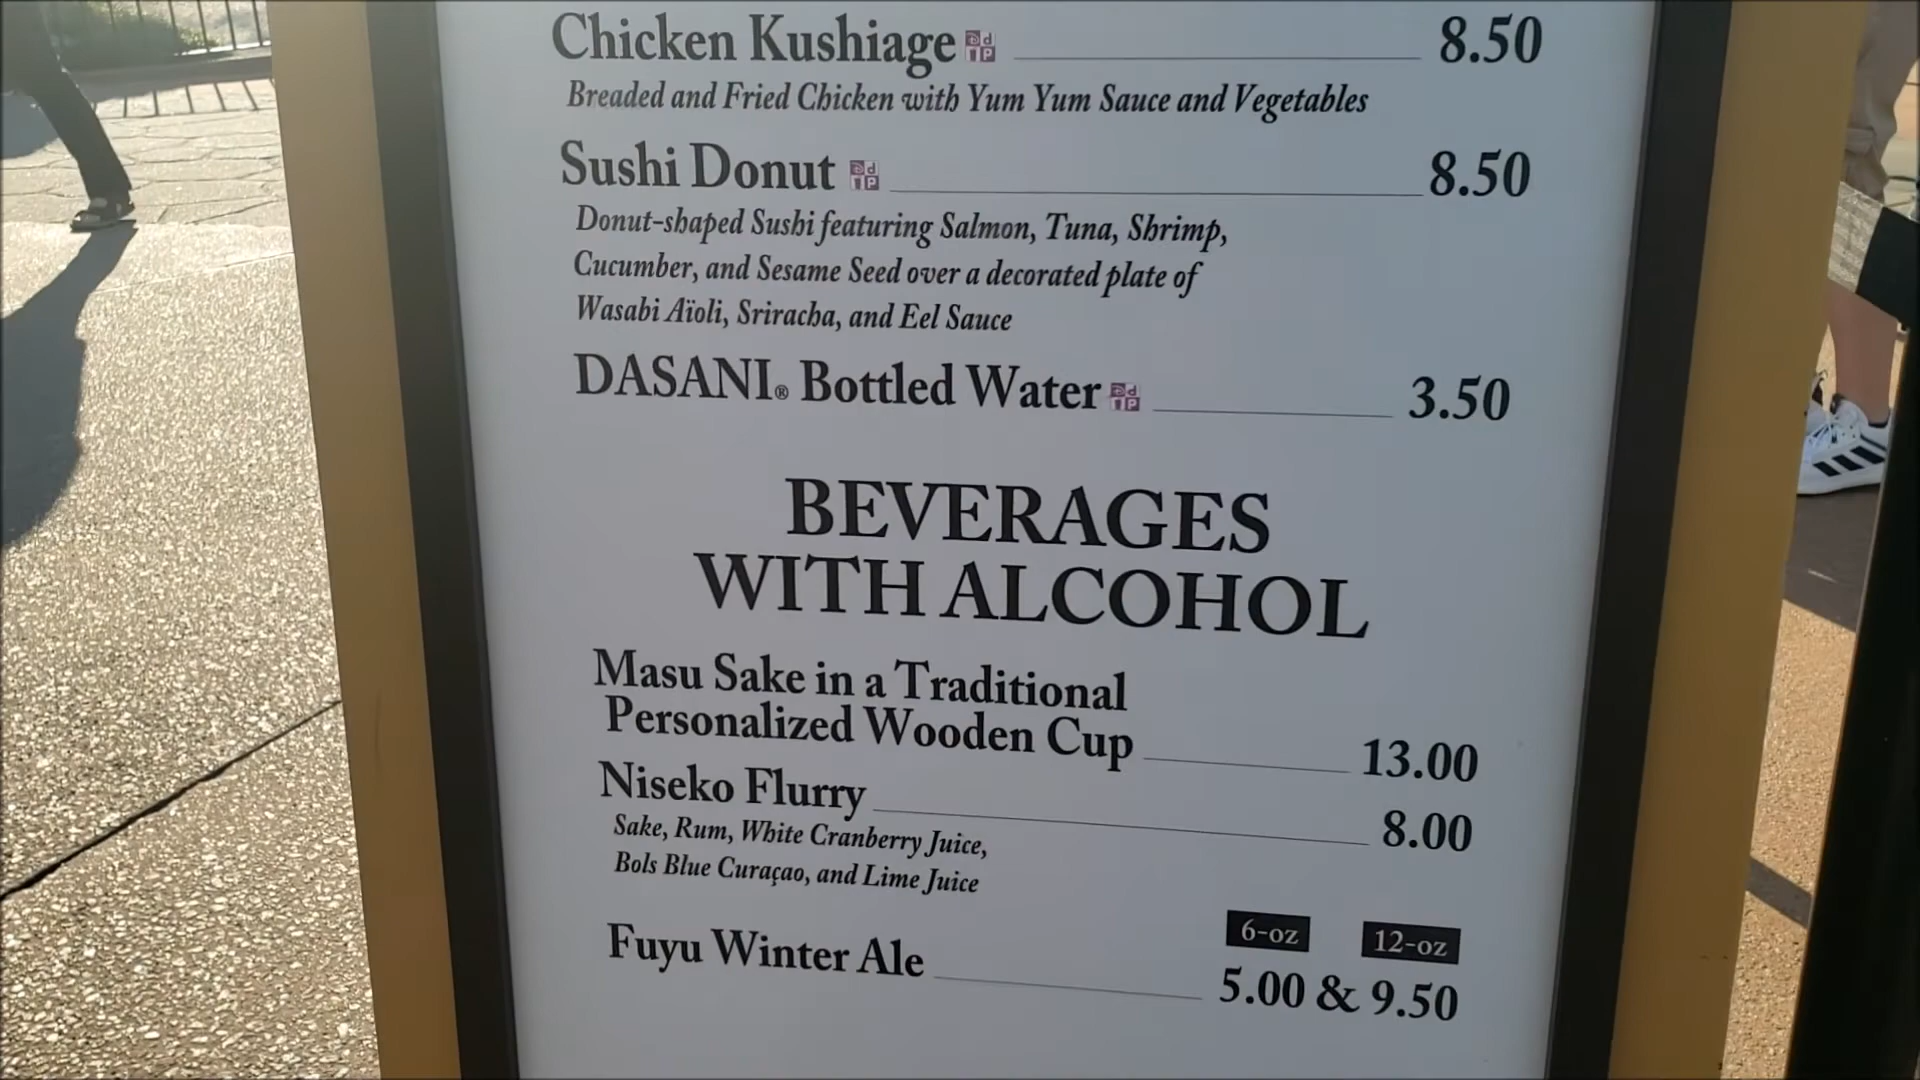 Chicken Kushiage 8.50
Breaded and Fried Chicken with Yum Yum Sauce and Vegetables
Sushi Donut 8.50
Donut-shaped Sushi featuring Salmon, Tuna, Shrimp,
Cucumber, and Sesame Seed over a decorated plate of
Wasabi Aïoli, Sriracha, and Eel Sauce
DASANI® Bottled Water 3.50
BEVERAGES
WITH ALCOHOL
Masu Sake in a Traditional
Personalized Wooden Cup 13.00
Niseko Flurry 8.00
Sake, Rum, White Cranberry Juice,
Bols Blue Curaçao, and Lime Juice
6-oz 12-oz
Fuyu Winter Ale 5.00 & 9.50